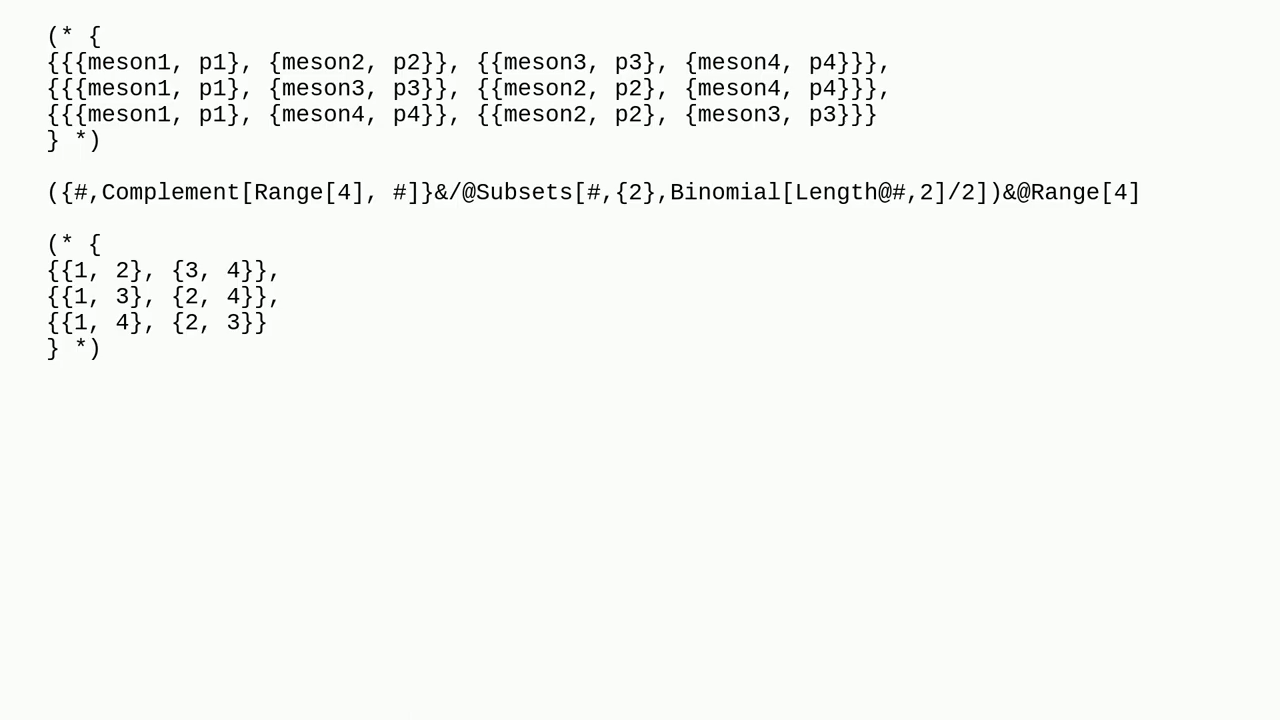 (* {
{{{meson1, p1}, {meson2, p2}}, {{meson3, p3}, {meson4, p4}}},
{{{meson1, p1}, {meson3, p3}}, {{meson2, p2}, {meson4, p4}}},
{{{meson1, p1}, {meson4, p4}}, {{meson2, p2}, {meson3, p3}}}
} *)
({#,Complement[Range[4], #]}&/@Subsets[#,{2},Binomial[Length@#,2]/2])&@Range[4]
(* {
{{1, 2}, {3, 4}},
{{1, 3}, {2, 4}},
{{1, 4}, {2, 3}}
} *)